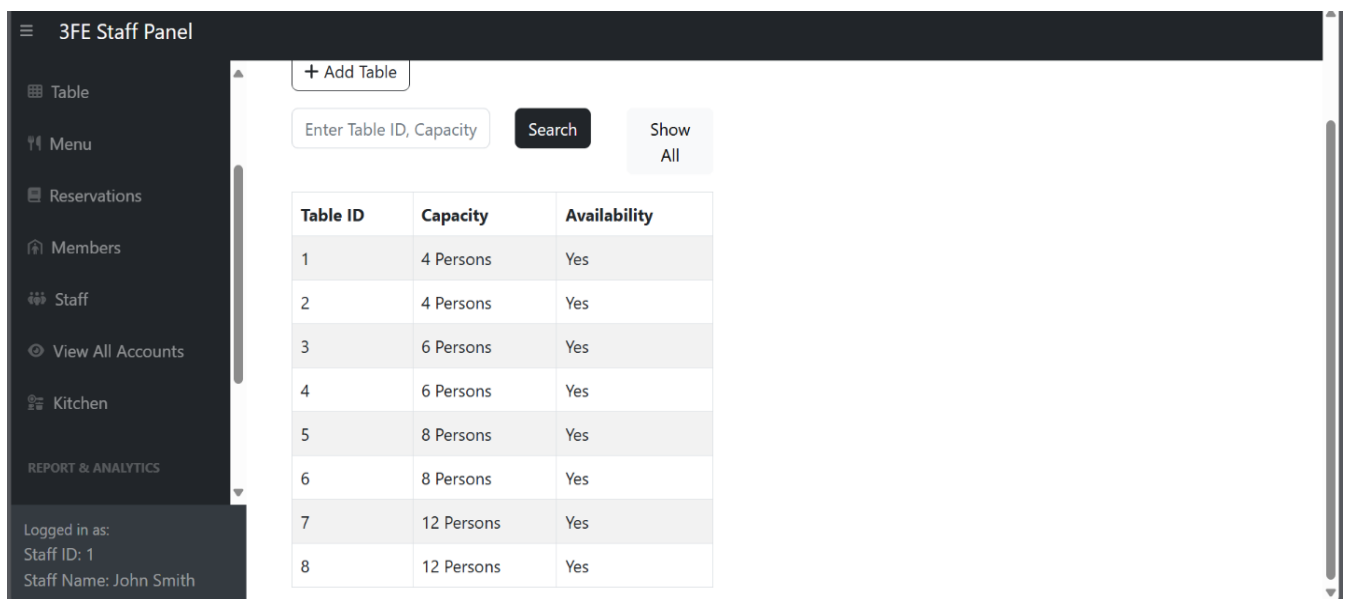 3FE Staff Panel
Table
Menu
Reservations
Members
Staff
View All Accounts
Kitchen
REPORT & ANALYTICS
Logged in as:
Staff ID: 1
Staff Name: John Smith
+ Add Table
Enter Table ID, Capacity
Search
Show
All
Table ID Capacity Availability
1 4 Persons Yes
2 4 Persons Yes
3 6 Persons Yes
4 6 Persons Yes
5 8 Persons Yes
6 8 Persons Yes
7 12 Persons Yes
8 12 Persons Yes